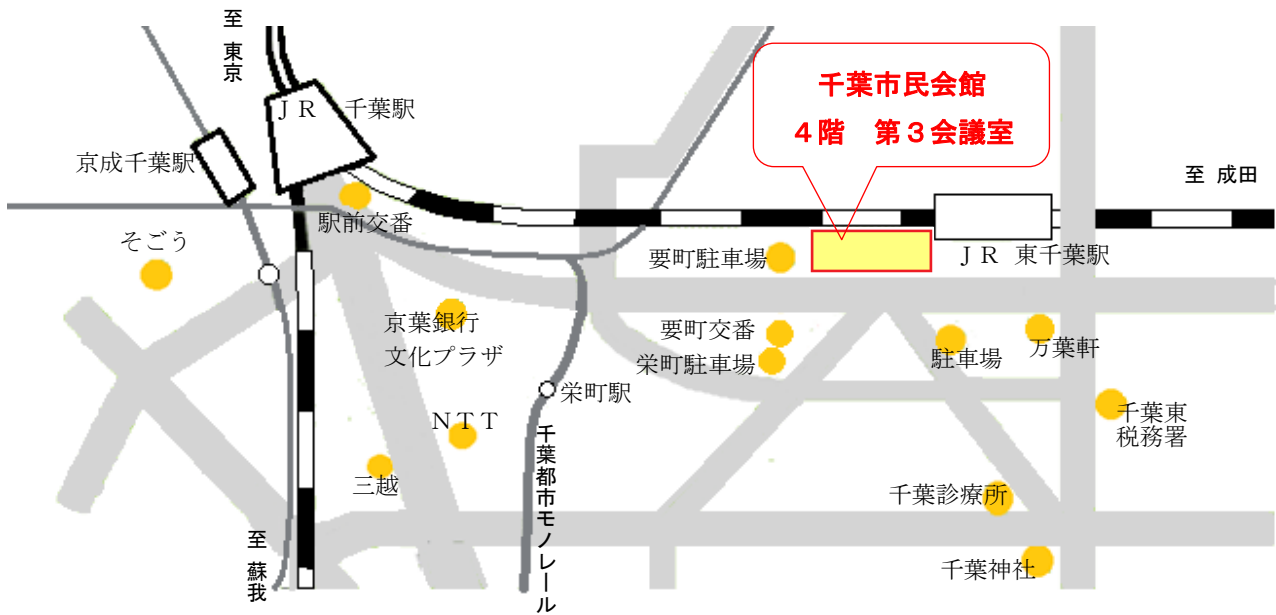 至 東京
ＪＲ 千葉駅
京成千葉駅
千葉市民会館
４階 第３会議室
至 成田
駅前交番
そごう
要町駐車場
ＪＲ 東千葉駅
京葉銀行
文化プラザ
要町交番
栄町駐車場
駐車場
万葉軒
栄町駅
千葉東
税務署
ＮＴＴ
三越
千葉都市モノレール
千葉診療所
至 蘇我
千葉神社